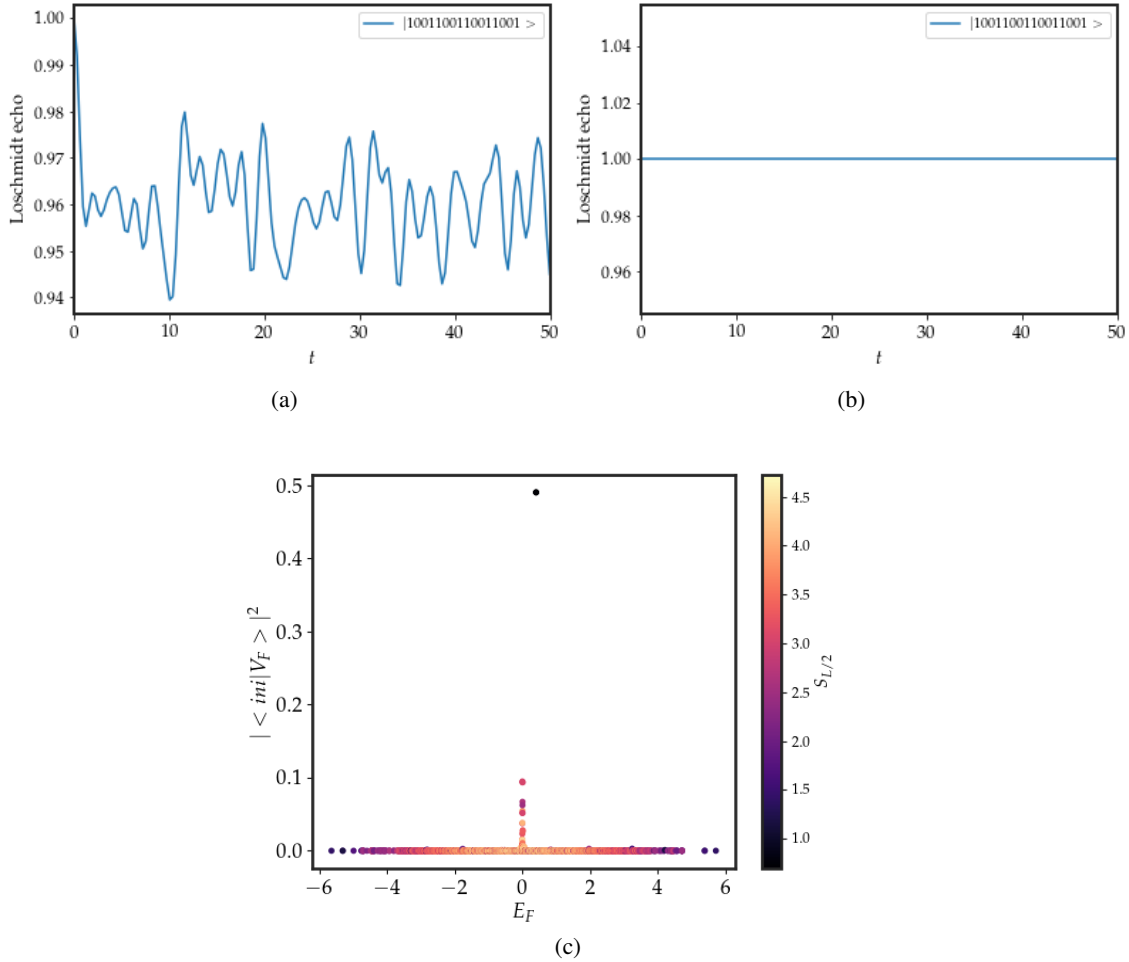 1.00
0.99
0.98
0.97
0.96
0.95
0.94
Loschmidt echo
|1001100110011001 >
0 10 20 30 40 50
t
(a)
1.04
1.02
1.00
0.98
0.96
Loschmidt echo
|1001100110011001 >
0 10 20 30 40 50
t
(b)
0.5
0.4
0.3
0.2
0.1
0.0
| < ini|V_F > |²
−6 −4 −2 0 2 4 6
E_F
4.5
4.0
3.5
3.0
2.5
2.0
1.5
1.0
S_{L/2}
(c)